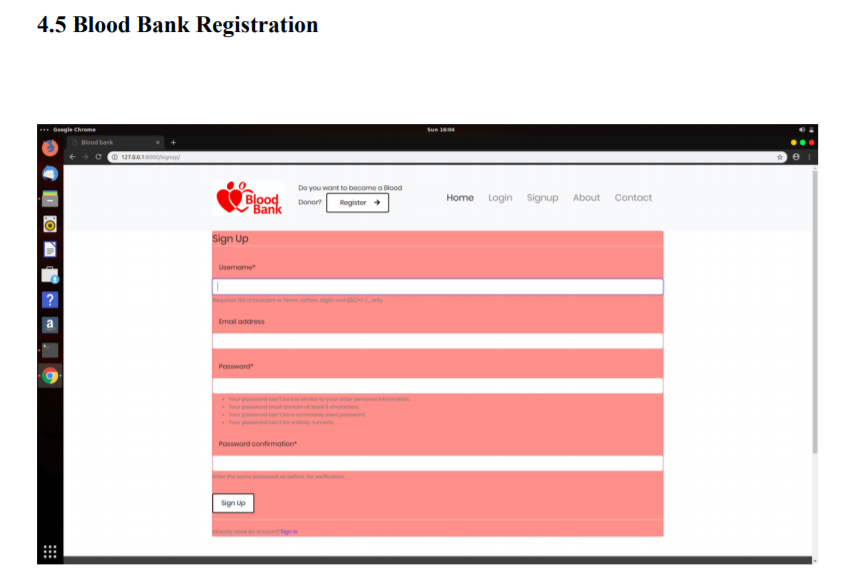 4.5 Blood Bank Registration
Google Chrome
Sun 16:04
Blood bank
127.0.0.1:8000/signup/
Do you want to become a Blood
Donor?
Register →
Blood
Bank
Home Login Signup About Contact
Sign Up
Username*
Required. 150 characters or fewer. Letters, digits and @/./+/-/_ only.
Email address
Password*
Your password can't be too similar to your other personal information.
Your password must contain at least 8 characters.
Your password can't be a commonly used password.
Your password can't be entirely numeric.
Password confirmation*
Enter the same password as before, for verification.
Sign Up
Already Have An Account? Sign In